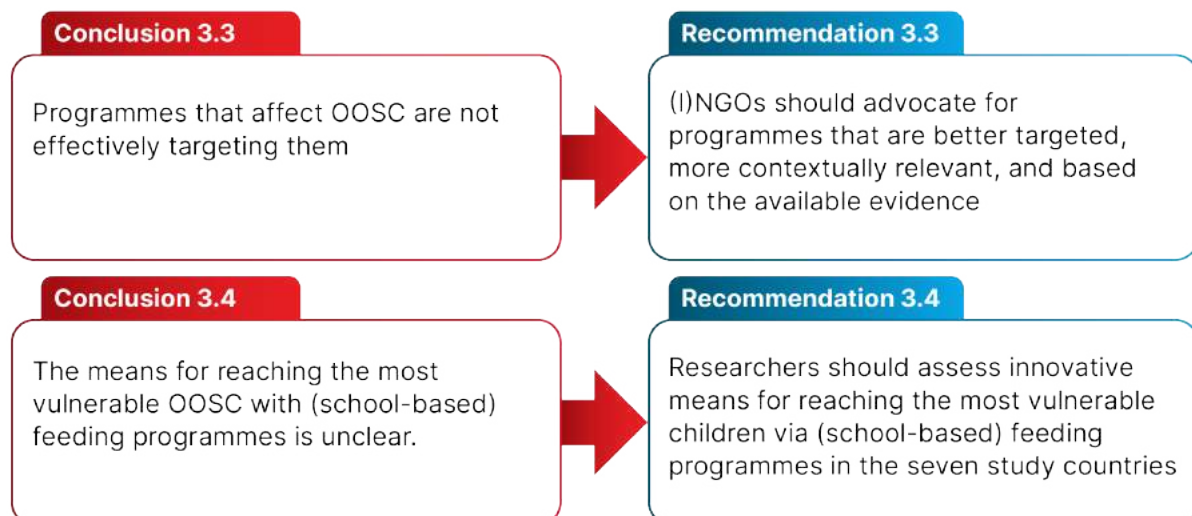 Conclusion 3.3
Programmes that affect OOSC are not
effectively targeting them
Recommendation 3.3
(I)NGOs should advocate for
programmes that are better targeted,
more contextually relevant, and based
on the available evidence
Conclusion 3.4
The means for reaching the most
vulnerable OOSC with (school-based)
feeding programmes is unclear.
Recommendation 3.4
Researchers should assess innovative
means for reaching the most vulnerable
children via (school-based) feeding
programmes in the seven study countries